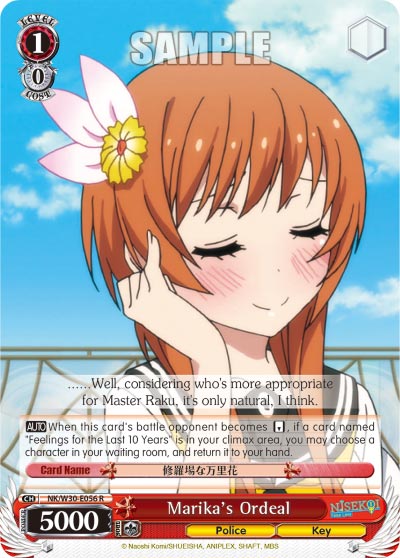 LEVEL
1
0
COST
SAMPLE
……Well, considering who's more appropriate
for Master Raku, it's only natural, I think.
AUTO When this card's battle opponent becomes , if a card named
"Feelings for the Last 10 Years" is in your climax area, you may choose a
character in your waiting room, and return it to your hand.
Card Name
修羅場な万里花
CH NK/W30-E056 R
Marika's Ordeal
NISEKOI
POWER
5000
SOUL
Police
Key
© Naoshi Komi/SHUEISHA, ANIPLEX, SHAFT, MBS